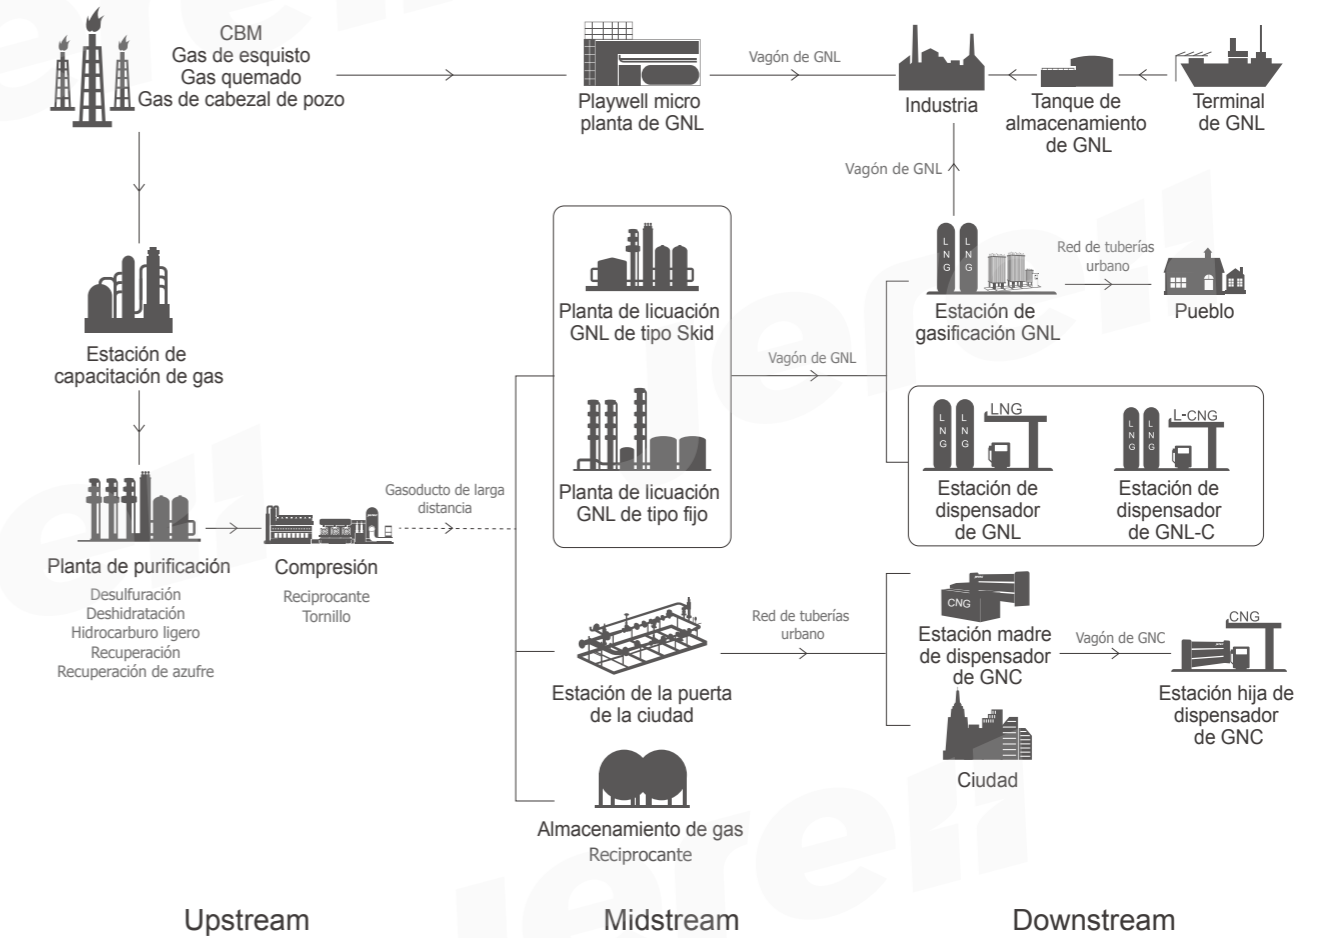 CBM
Gas de esquisto
Gas quemado
Gas de cabezal de pozo
Playwell micro
planta de GNL
Vagón de GNL
Industria
Tanque de
almacenamiento
de GNL
Terminal
de GNL
Vagón de GNL
Estación de
capacitación de gas
Planta de licuación
GNL de tipo Skid
Planta de licuación
GNL de tipo fijo
Vagón de GNL
LNG
LNG
Estación de
gasificación GNL
Red de tuberías
urbano
Pueblo
LNG
LNG
LNG
Estación de
dispensador
de GNL
LNG
LNG
L-CNG
Estación de
dispensador
de GNL-C
Planta de purificación
Desulfuración
Deshidratación
Hidrocarburo ligero
Recuperación
Recuperación de azufre
Compresión
Reciprocante
Tornillo
Gasoducto de larga
distancia
Estación de la puerta
de la ciudad
Red de tuberías
urbano
CNG
Estación madre
de dispensador
de GNC
Vagón de GNC
CNG
Estación hija de
dispensador
de GNC
Ciudad
Almacenamiento de gas
Reciprocante
Upstream
Midstream
Downstream